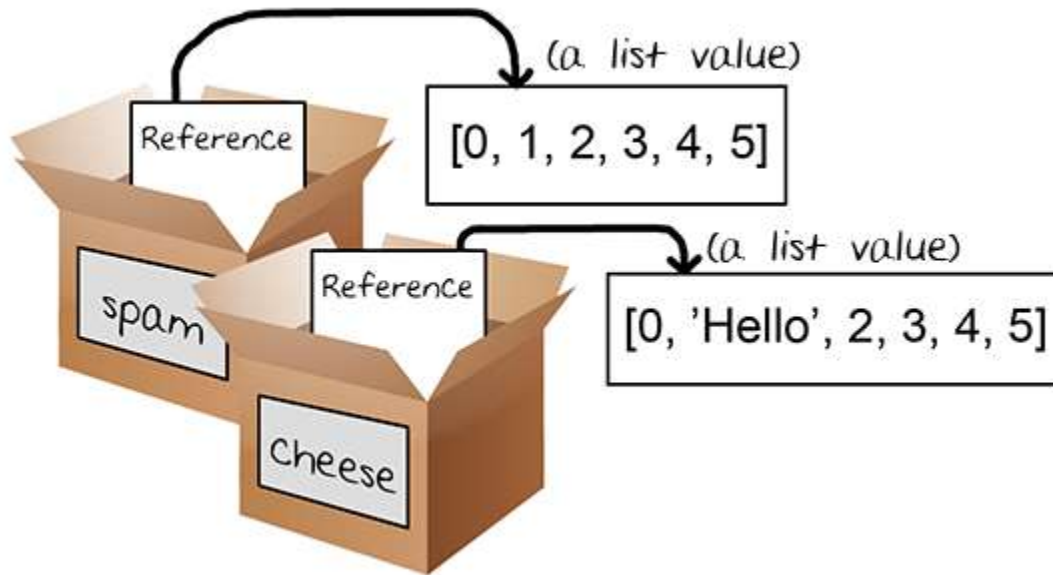 (a list value)
Reference
[0, 1, 2, 3, 4, 5]
spam
(a list value)
Reference
[0, ’Hello’, 2, 3, 4, 5]
Cheese